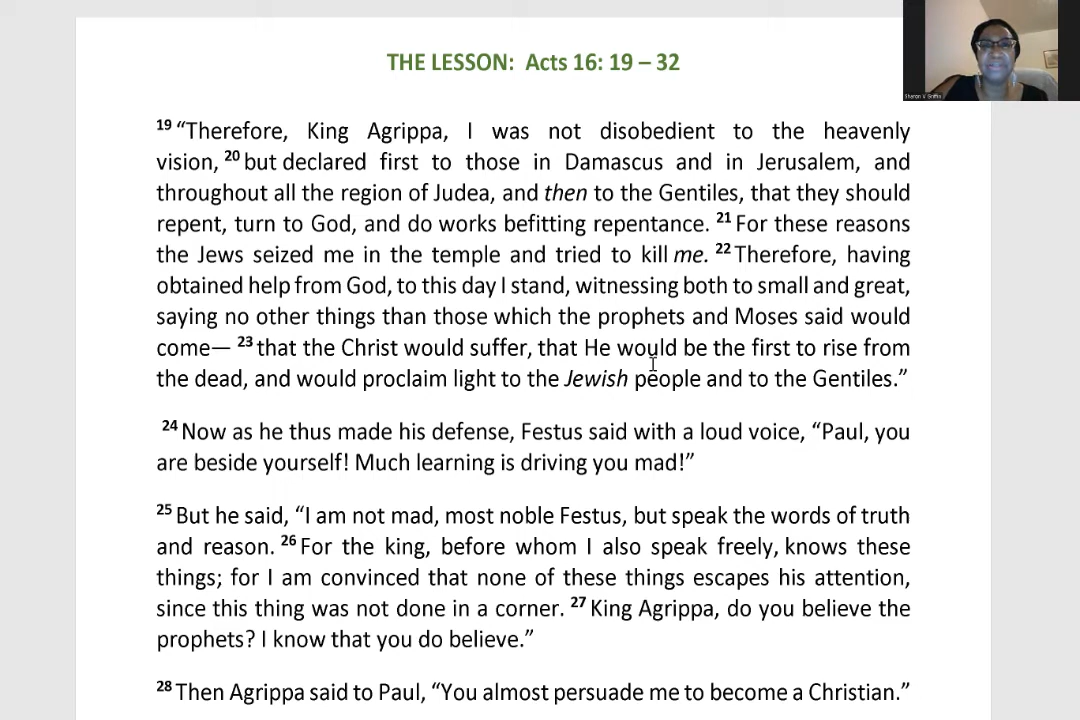 THE LESSON: Acts 16: 19 – 32
19 “Therefore, King Agrippa, I was not disobedient to the heavenly
vision, 20 but declared first to those in Damascus and in Jerusalem, and
throughout all the region of Judea, and then to the Gentiles, that they should
repent, turn to God, and do works befitting repentance. 21 For these reasons
the Jews seized me in the temple and tried to kill me. 22 Therefore, having
obtained help from God, to this day I stand, witnessing both to small and great,
saying no other things than those which the prophets and Moses said would
come— 23 that the Christ would suffer, that He would be the first to rise from
the dead, and would proclaim light to the Jewish people and to the Gentiles.”
24 Now as he thus made his defense, Festus said with a loud voice, “Paul, you
are beside yourself! Much learning is driving you mad!”
25 But he said, “I am not mad, most noble Festus, but speak the words of truth
and reason. 26 For the king, before whom I also speak freely, knows these
things; for I am convinced that none of these things escapes his attention,
since this thing was not done in a corner. 27 King Agrippa, do you believe the
prophets? I know that you do believe.”
28 Then Agrippa said to Paul, “You almost persuade me to become a Christian.”